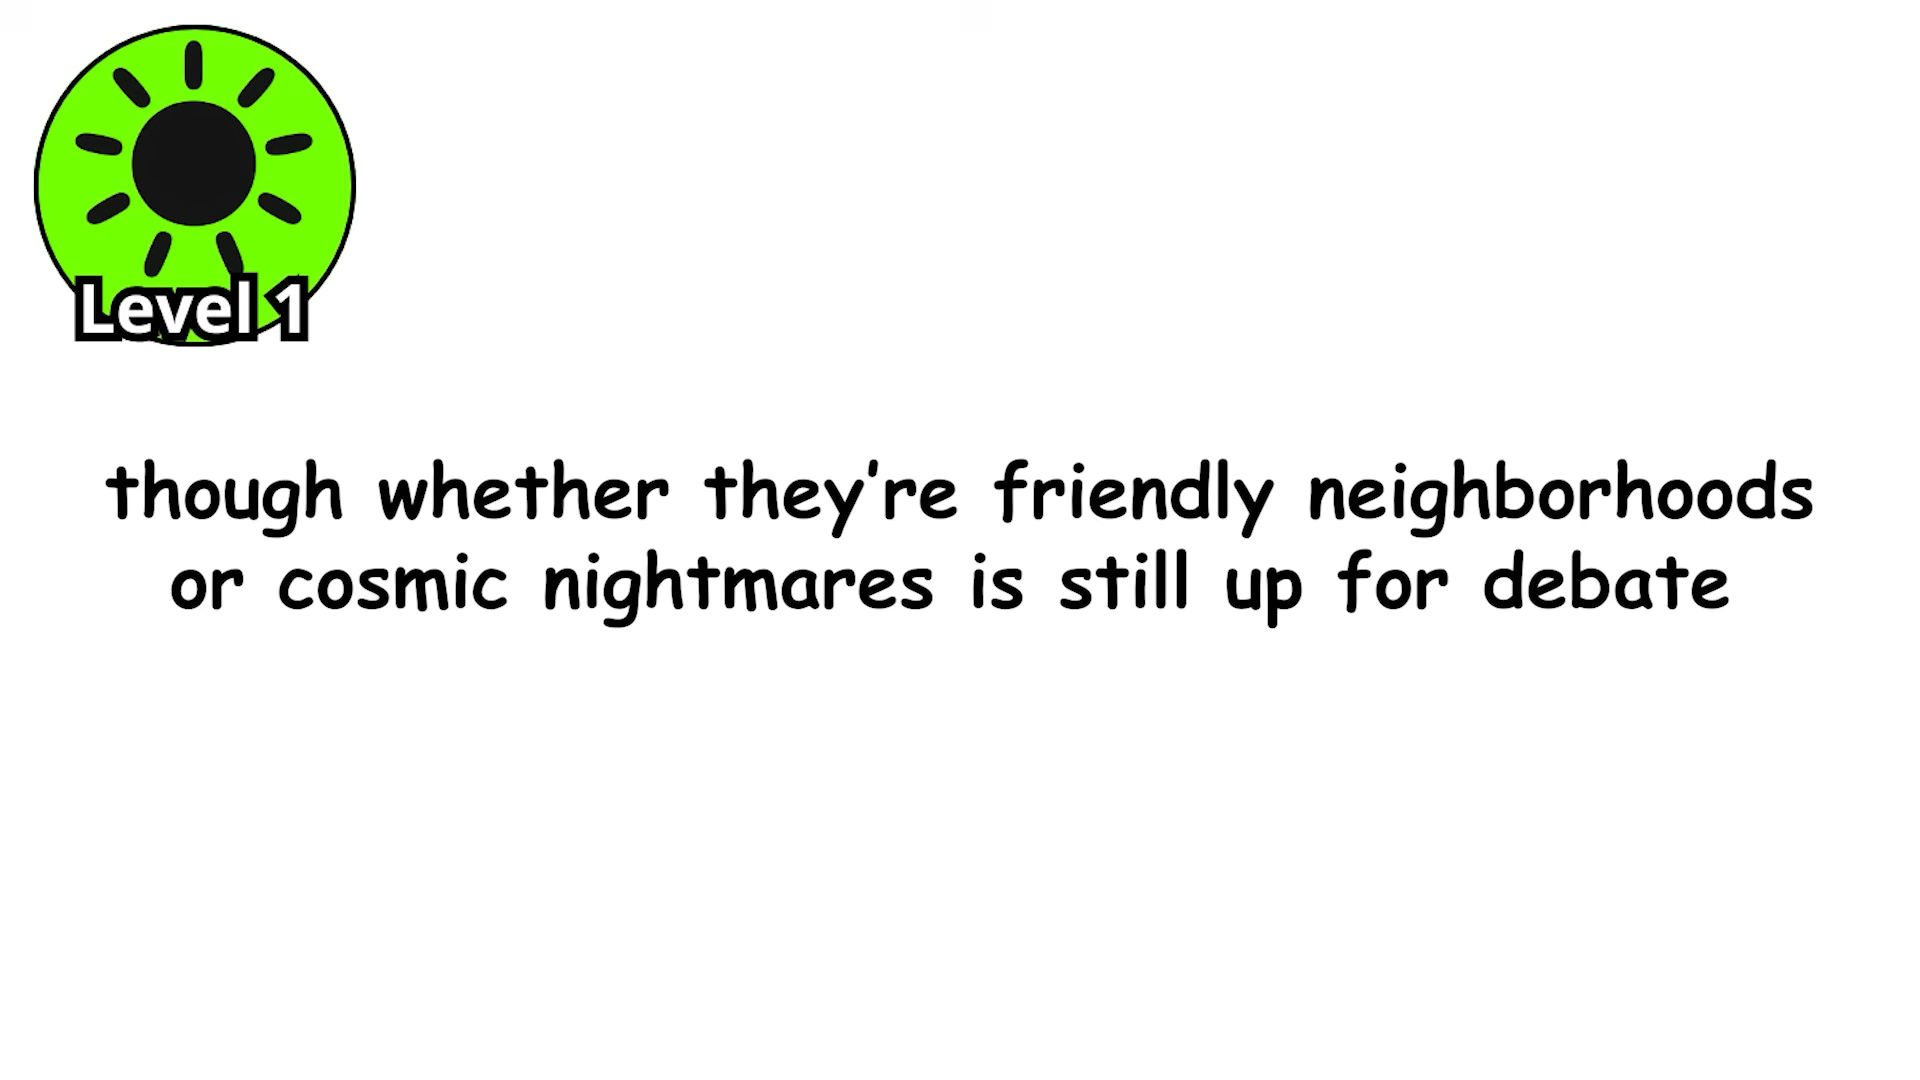 Level 1
though whether they're friendly neighborhoods
or cosmic nightmares is still up for debate